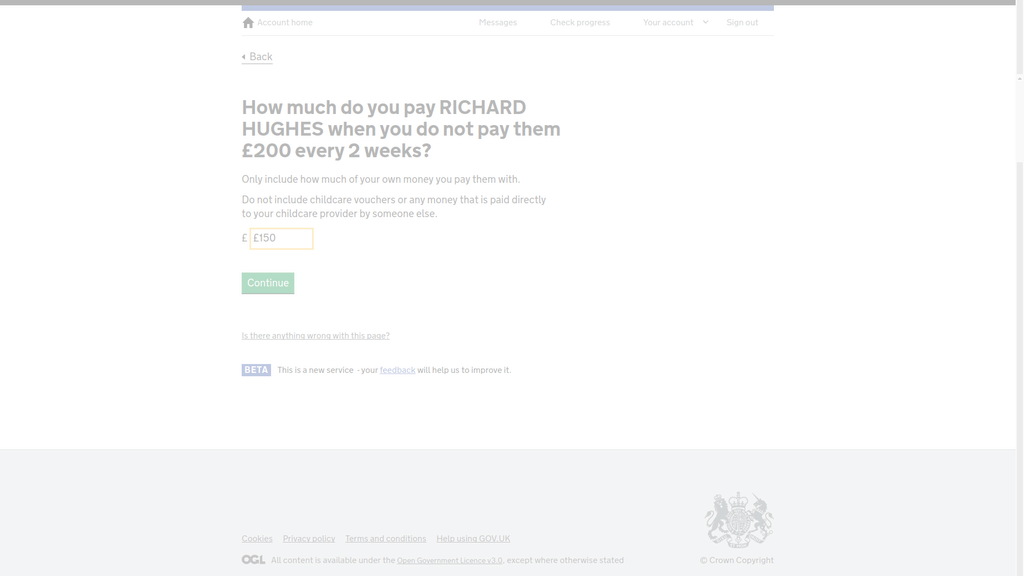 Account home
Messages
Check progress
Your account
Sign out
Back
How much do you pay RICHARD
HUGHES when you do not pay them
£200 every 2 weeks?
Only include how much of your own money you pay them with.
Do not include childcare vouchers or any money that is paid directly
to your childcare provider by someone else.
£ £150
Continue
Is there anything wrong with this page?
BETA This is a new service - your feedback will help us to improve it.
Cookies Privacy policy Terms and conditions Help using GOV.UK
OGL All content is available under the Open Government Licence v3.0, except where otherwise stated
© Crown Copyright